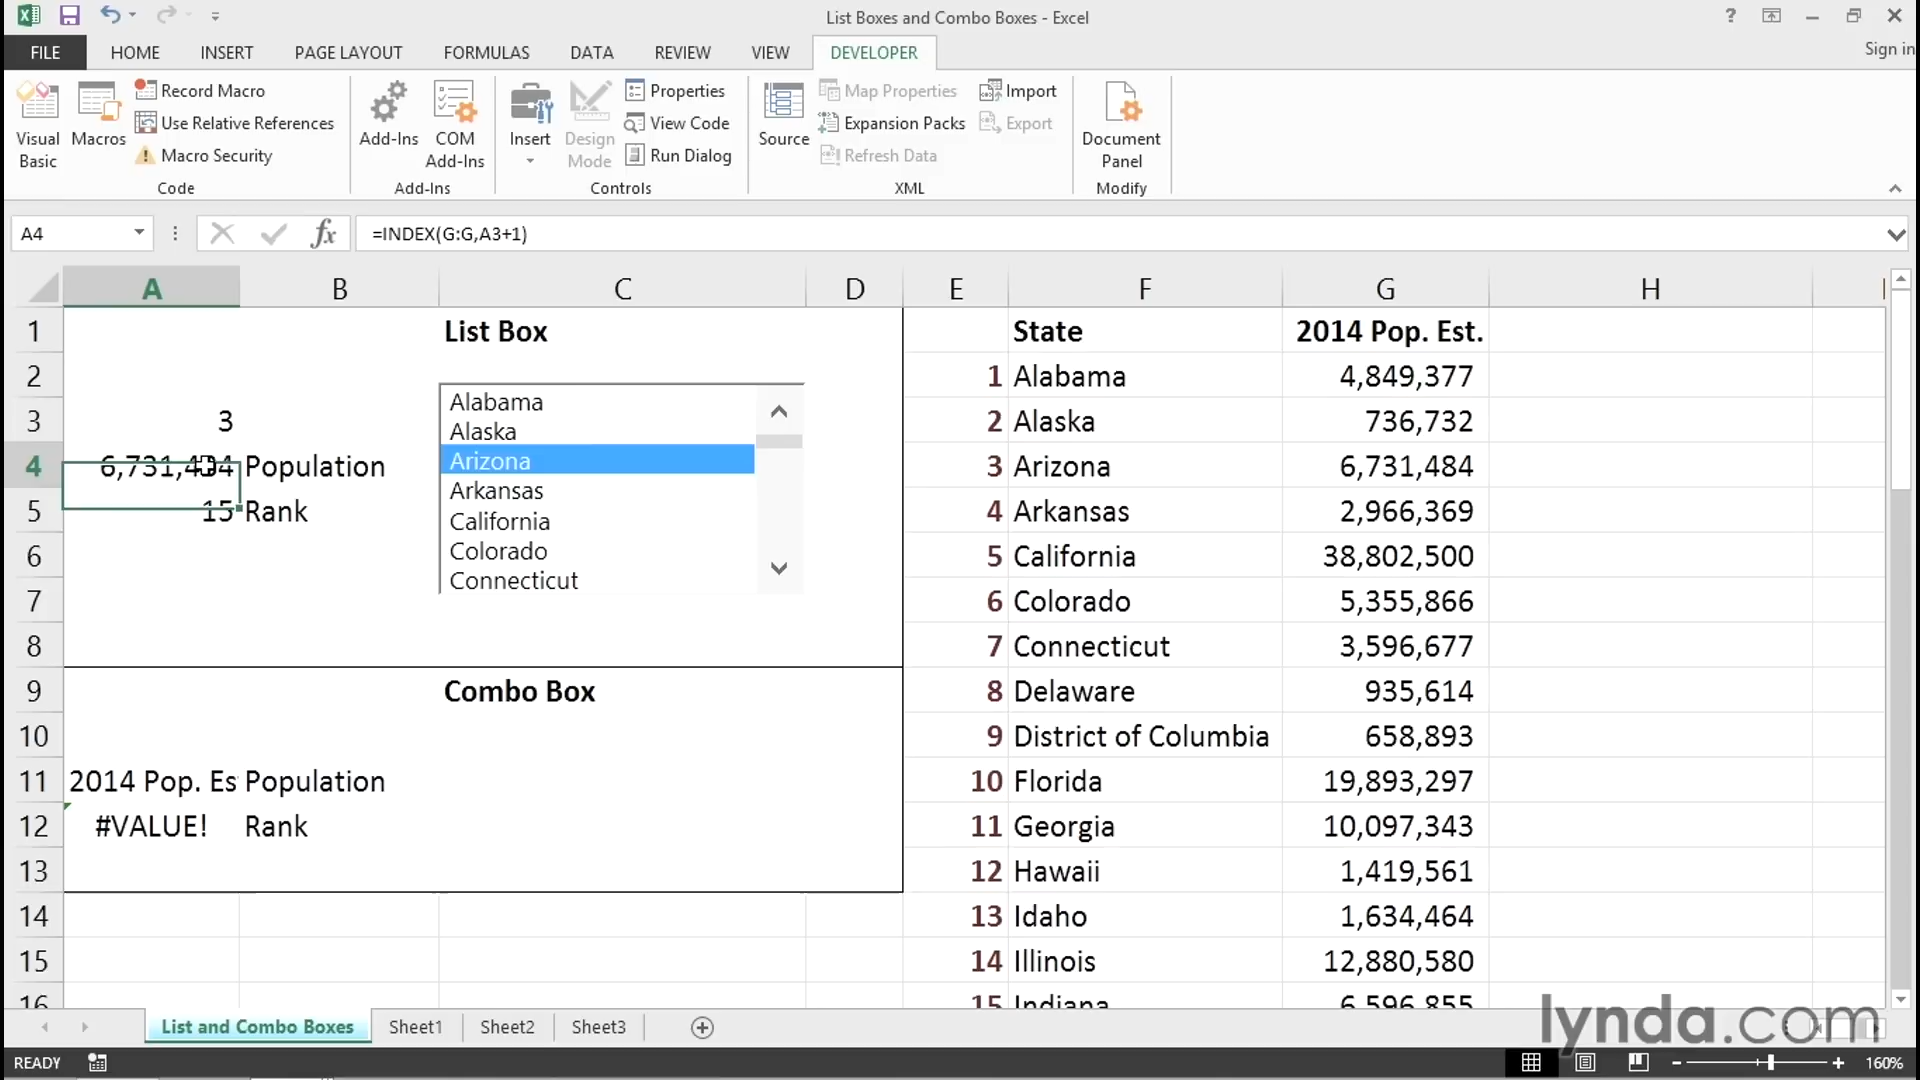 List Boxes and Combo Boxes - Excel
?
Sign in
FILE HOME INSERT PAGE LAYOUT FORMULAS DATA REVIEW VIEW DEVELOPER
Visual Basic
Macros
Record Macro
Use Relative References
Macro Security
Code
Add-Ins
COM Add-Ins
Add-Ins
Insert
Design Mode
Properties
View Code
Run Dialog
Controls
Source
Map Properties
Expansion Packs
Refresh Data
Import
Export
XML
Document Panel
Modify
A4 fx =INDEX(G:G,A3+1)
A B C D E F G H
1 List Box State 2014 Pop. Est.
2 1 Alabama 4,849,377
3 3 2 Alaska 736,732
4 Population 3 Arizona 6,731,484
5 15 Rank 4 Arkansas 2,966,369
6 5 California 38,802,500
7 6 Colorado 5,355,866
8 7 Connecticut 3,596,677
9 Combo Box 8 Delaware 935,614
10 9 District of Columbia 658,893
11 2014 Pop. Es Population 10 Florida 19,893,297
12 #VALUE! Rank 11 Georgia 10,097,343
13 12 Hawaii 1,419,561
14 13 Idaho 1,634,464
15 14 Illinois 12,880,580
16 15 Indiana 6,596,855
Alabama
Alaska
Arizona
Arkansas
California
Colorado
Connecticut
List and Combo Boxes Sheet1 Sheet2 Sheet3
lynda.com
READY 160%